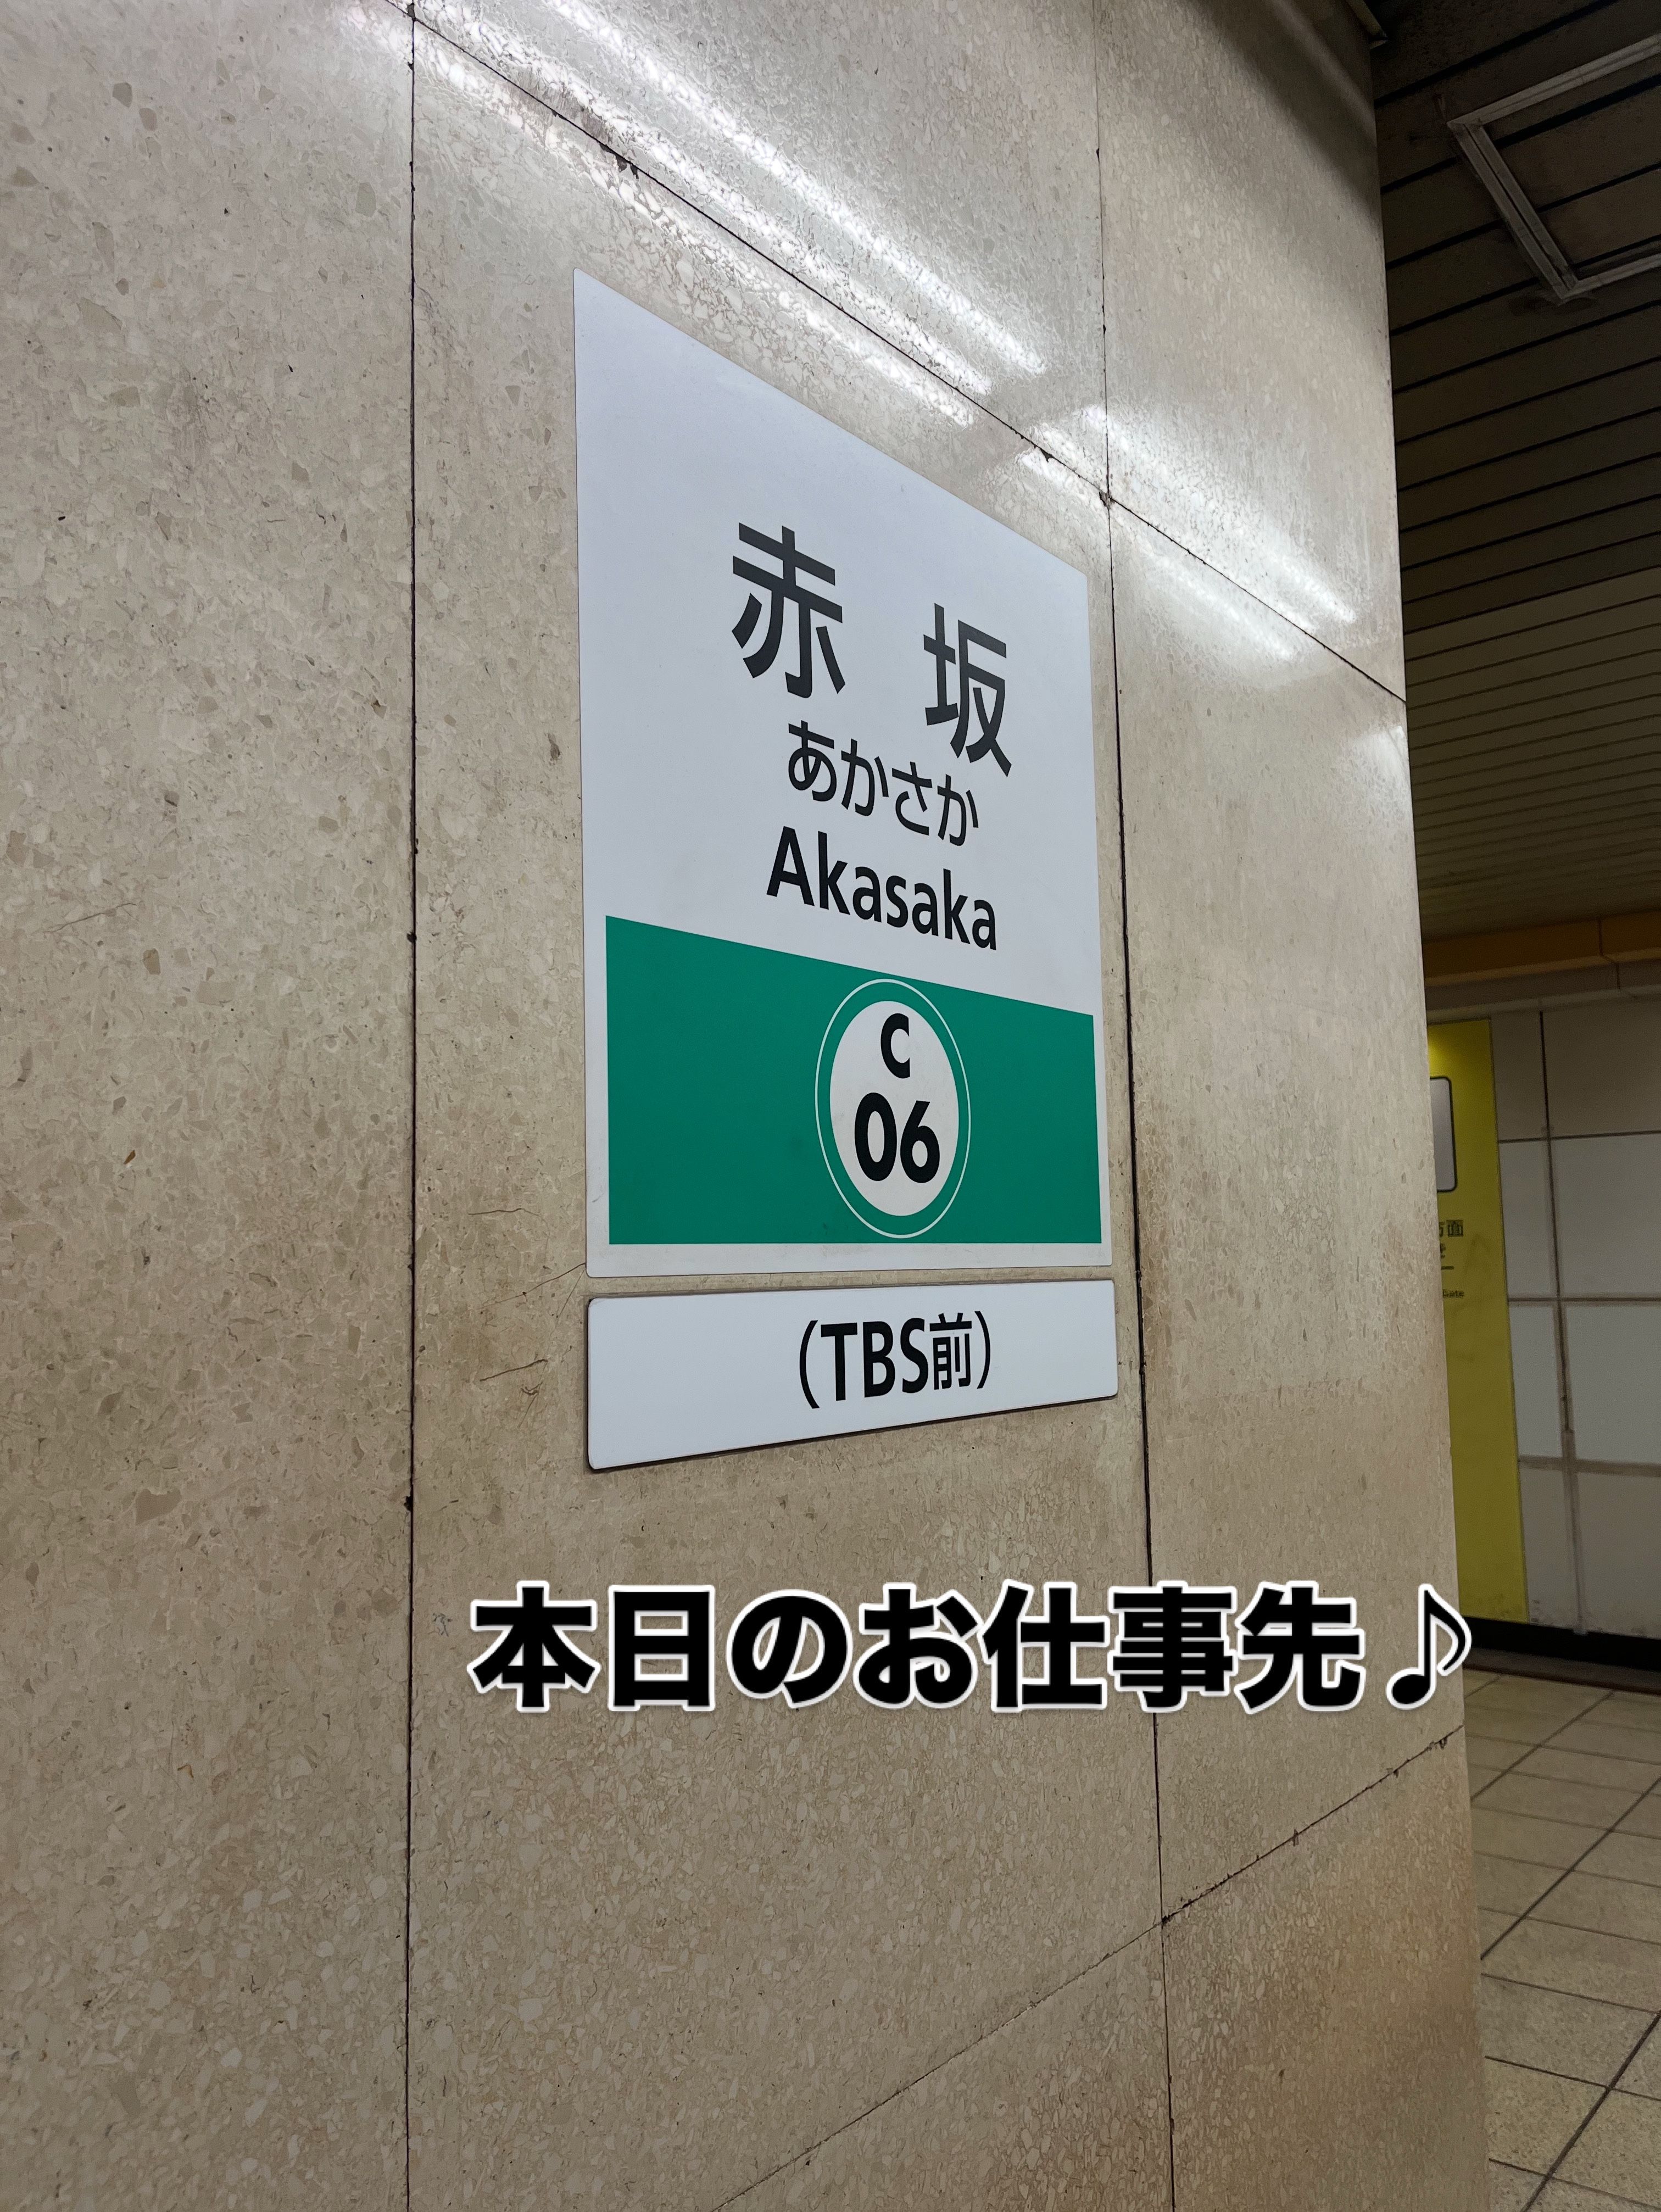 赤坂
あかさか
Akasaka
C
06
(TBS前)
本日のお仕事先♪